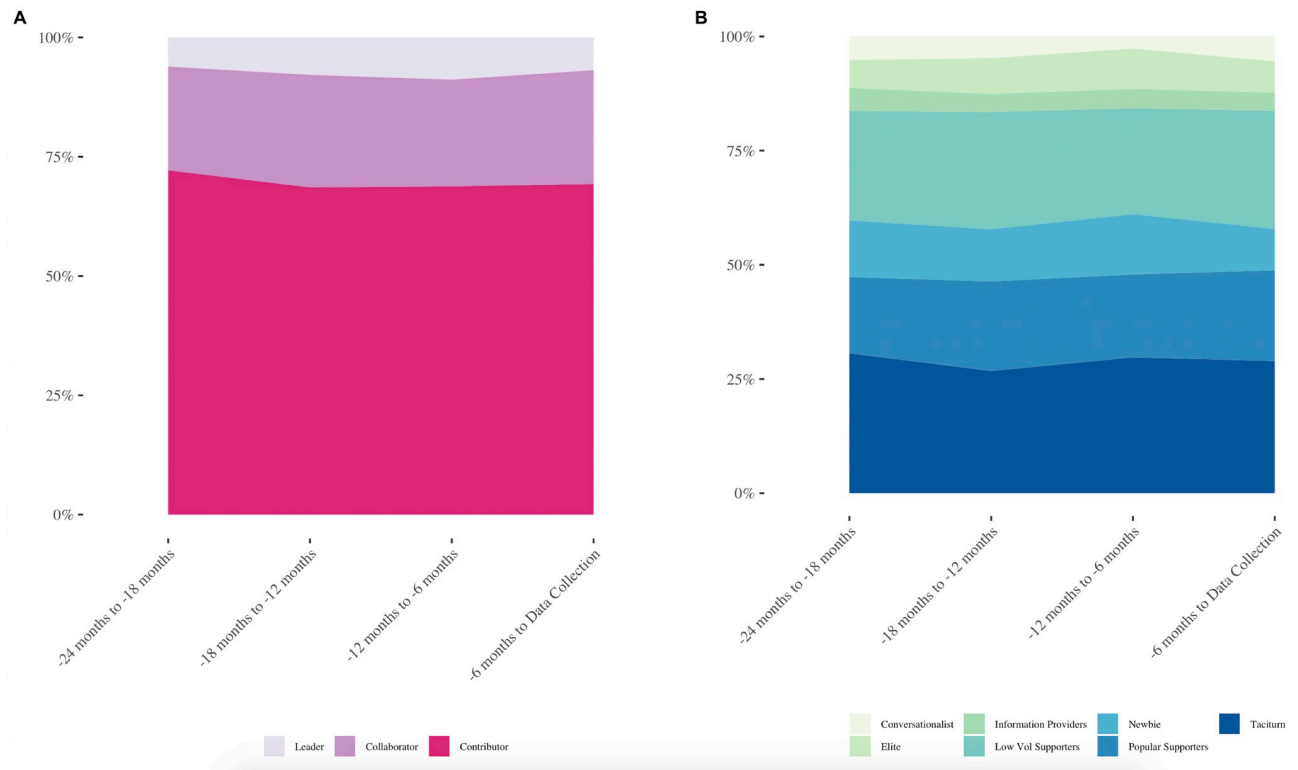 A
100%
75%
50%
25%
0%
-24 months to -18 months
-18 months to -12 months
-12 months to -6 months
-6 months to Data Collection
Leader Collaborator Contributor
B
100%
75%
50%
25%
0%
-24 months to -18 months
-18 months to -12 months
-12 months to -6 months
-6 months to Data Collection
Conversationalist Information Providers Newbie Taciturn
Elite Low Vol Supporters Popular Supporters